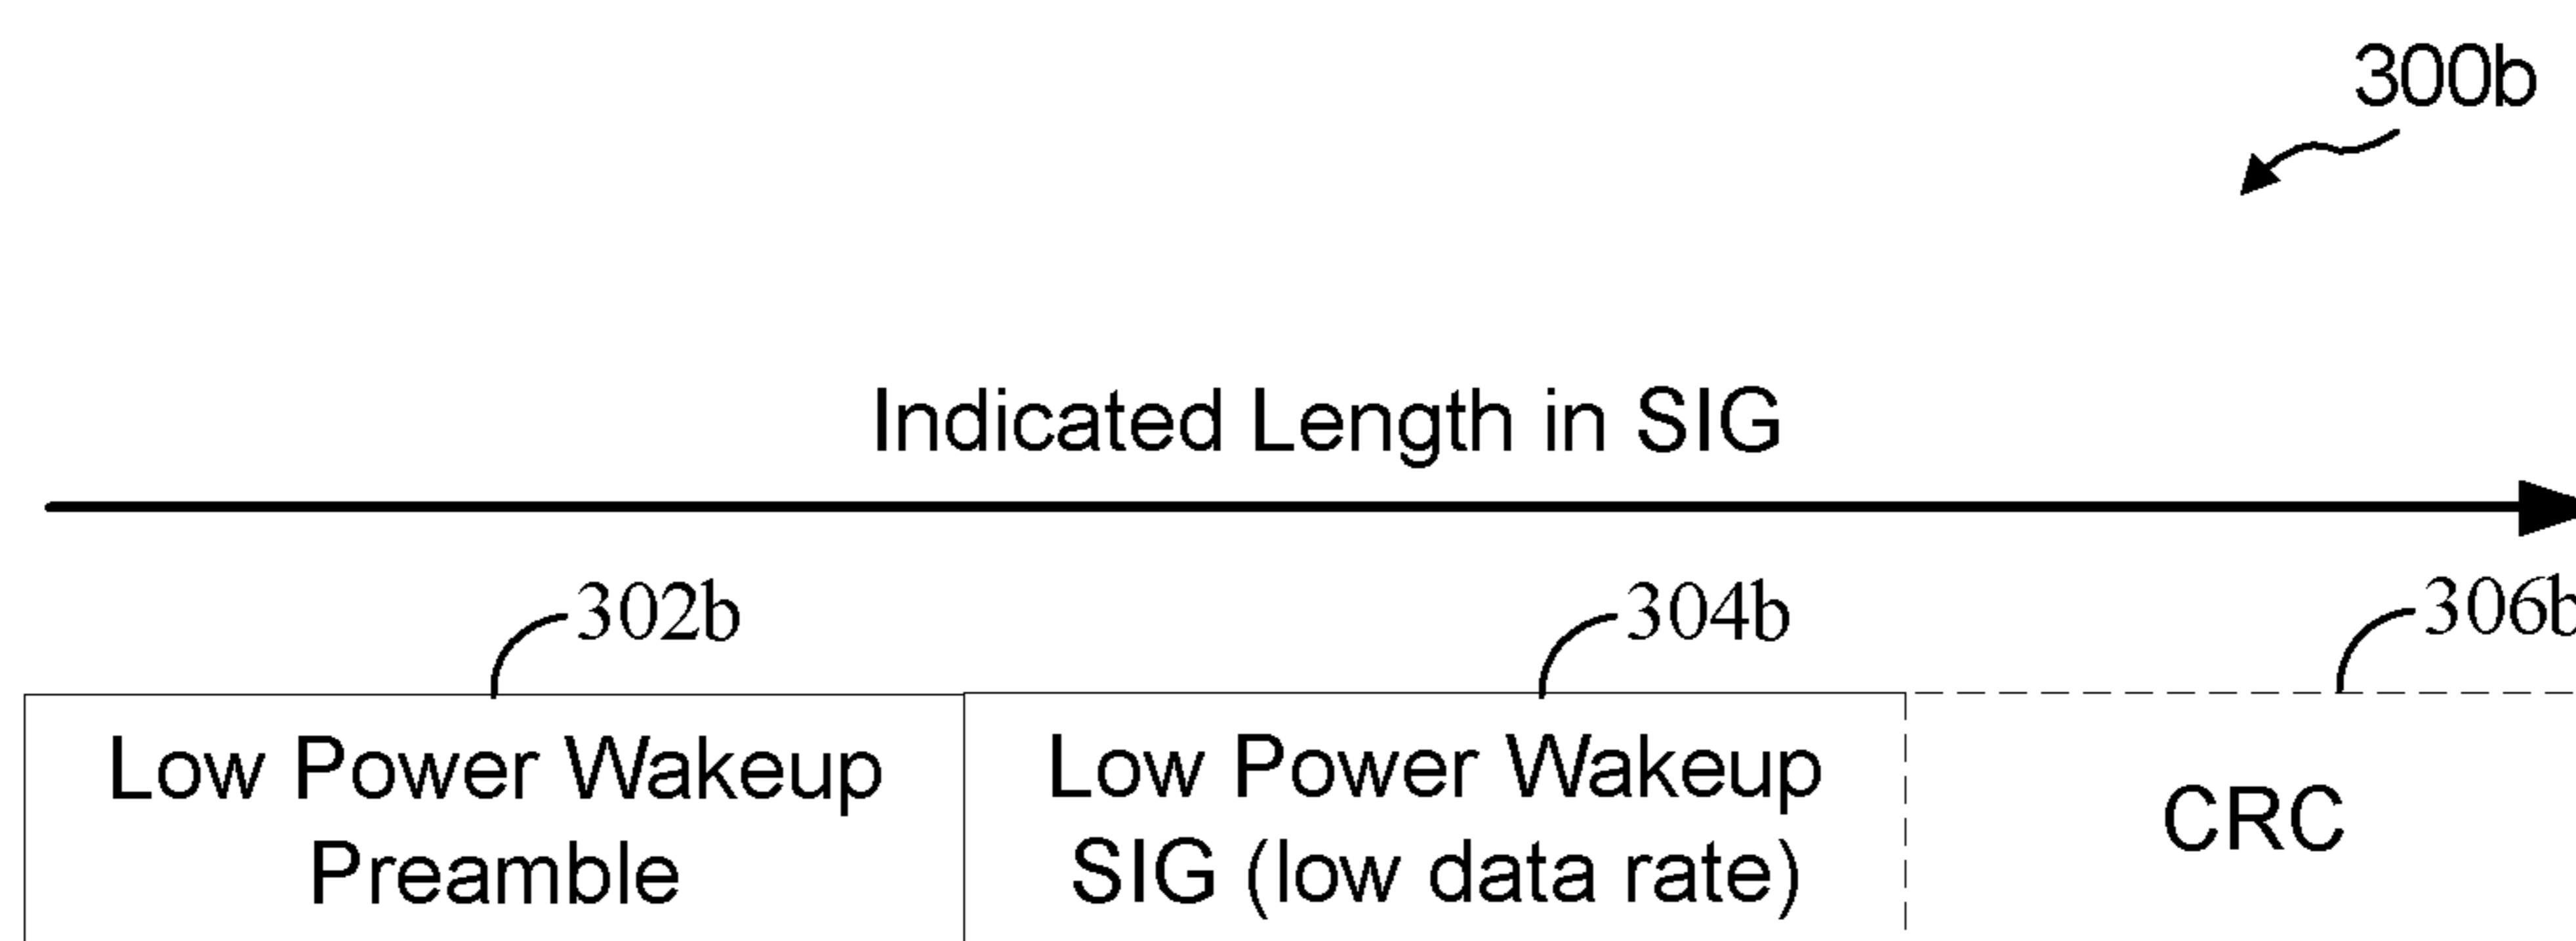 300b
Indicated Length in SIG
302b
304b
306b
Low Power Wakeup
Preamble
Low Power Wakeup
SIG (low data rate)
CRC